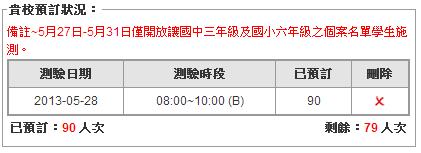 貴校預訂狀況：
備註~5月27日-5月31日僅開放讓國中三年級及國小六年級之個案名單學生施
測。
測驗日期 測驗時段 已預訂 刪除
2013-05-28 08:00~10:00 (B) 90
已預訂：90 人次 剩餘：79 人次